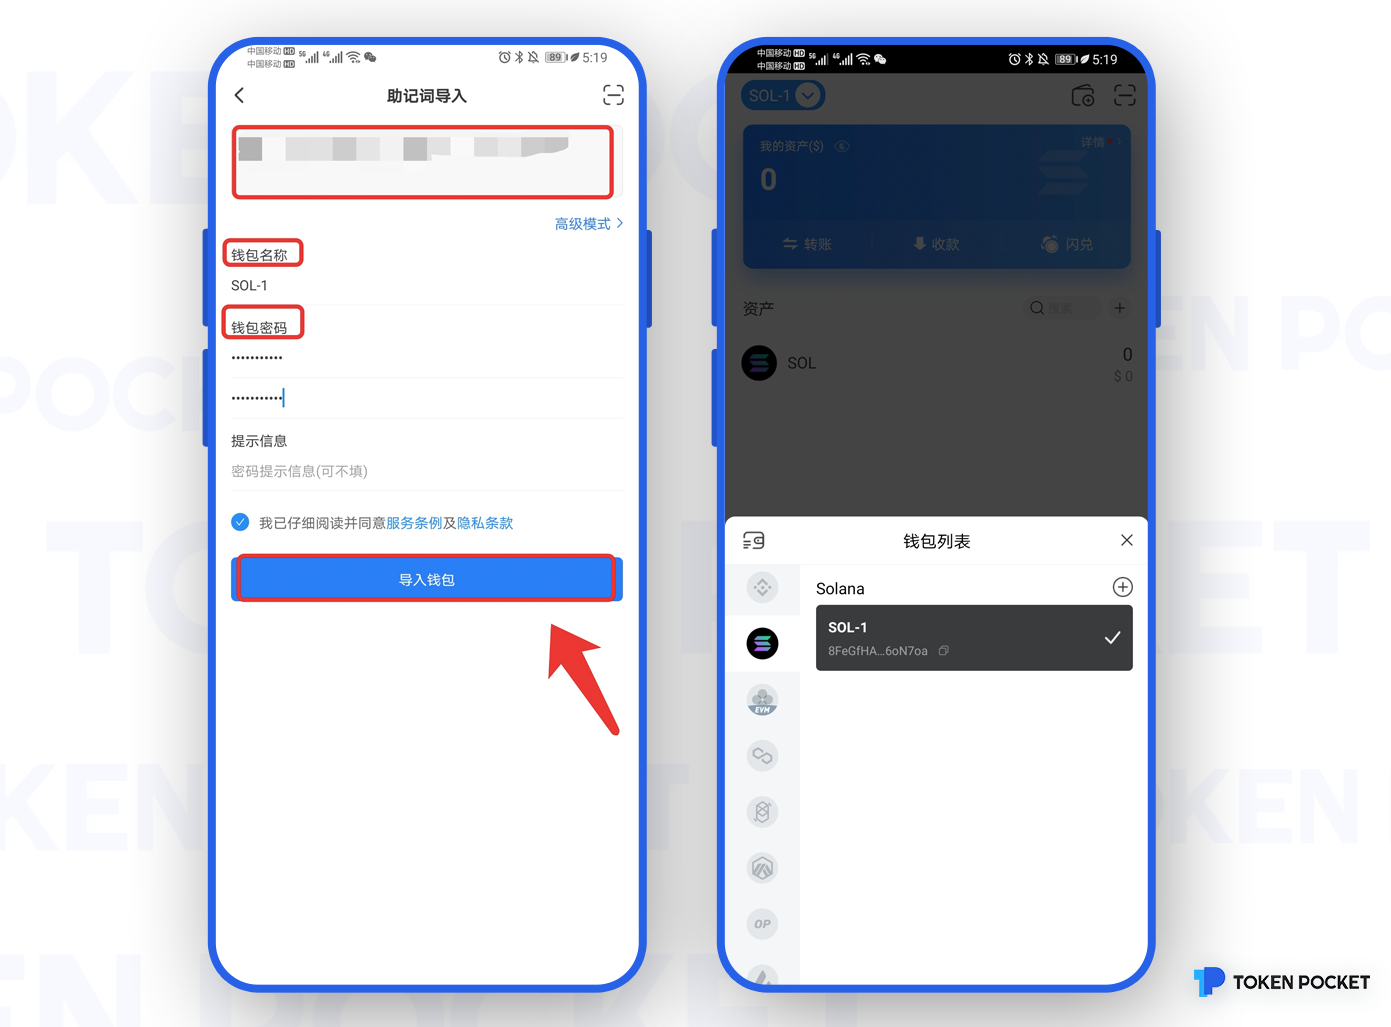 中国移动 HD
中国移动 HD
5G
4G
89
5:19
助记词导入
高级模式
钱包名称
SOL-1
钱包密码
•••••••••••
•••••••••••
提示信息
密码提示信息(可不填)
我已仔细阅读并同意服务条例及隐私条款
导入钱包
中国移动 HD
中国移动 HD
5G
4G
89
5:19
SOL-1
我的资产($)
详情
0
转账
收款
闪兑
资产
搜索
SOL
0
$ 0
钱包列表
Solana
SOL-1
8FeGfHA...6oN7oa
EVM
OP
TOKEN POCKET